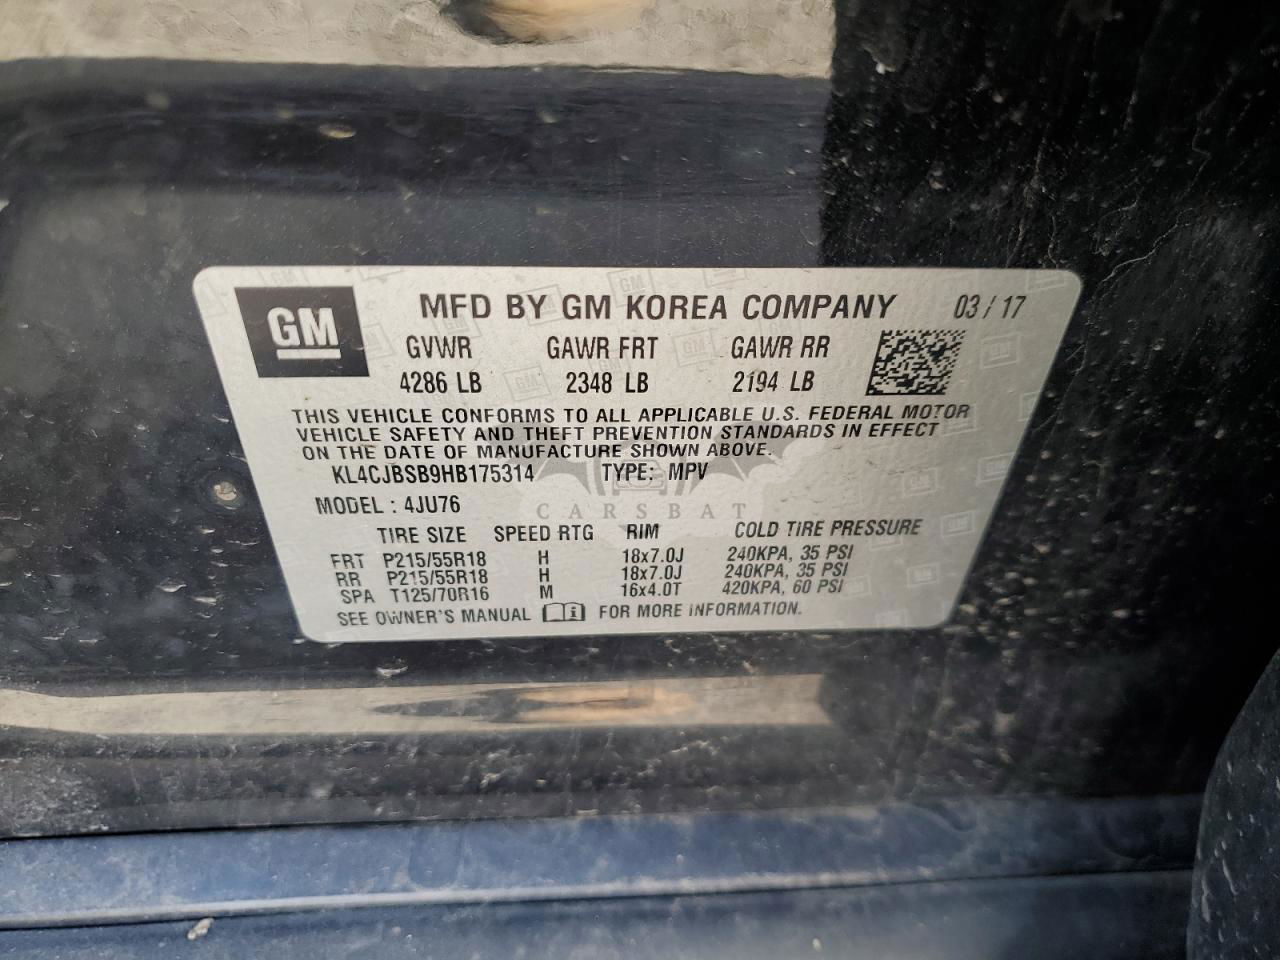 GM
MFD BY GM KOREA COMPANY 03/17
GVWR GAWR FRT GAWR RR
4286 LB 2348 LB 2194 LB
THIS VEHICLE CONFORMS TO ALL APPLICABLE U.S. FEDERAL MOTOR
VEHICLE SAFETY AND THEFT PREVENTION STANDARDS IN EFFECT
ON THE DATE OF MANUFACTURE SHOWN ABOVE.
KL4CJBSB9HB175314 TYPE: MPV
MODEL: 4JU76
CARSBAT
TIRE SIZE SPEED RTG RIM COLD TIRE PRESSURE
FRT P215/55R18 H 18x7.0J 240KPA, 35 PSI
RR P215/55R18 H 18x7.0J 240KPA, 35 PSI
SPA T125/70R16 M 16x4.0T 420KPA, 60 PSI
SEE OWNER'S MANUAL FOR MORE INFORMATION.